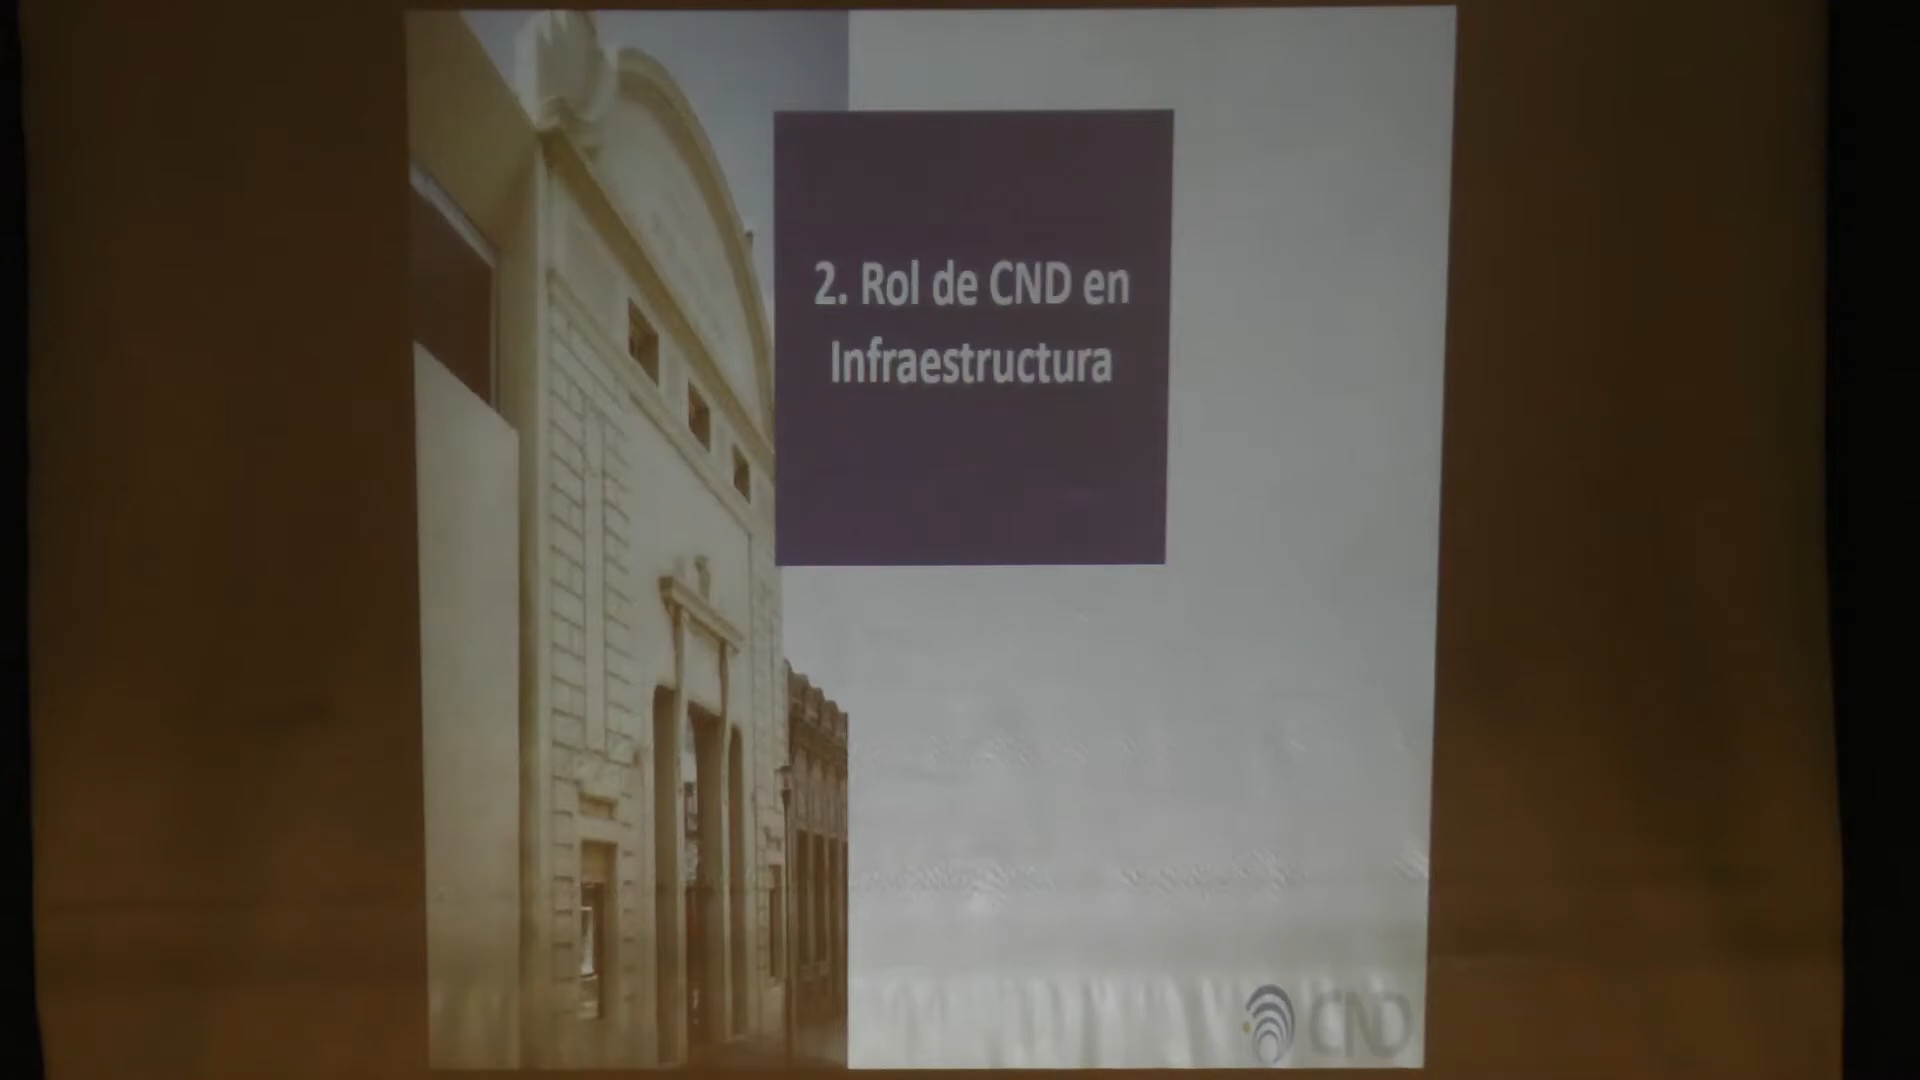 2. Rol de CND en
Infraestructura
CND